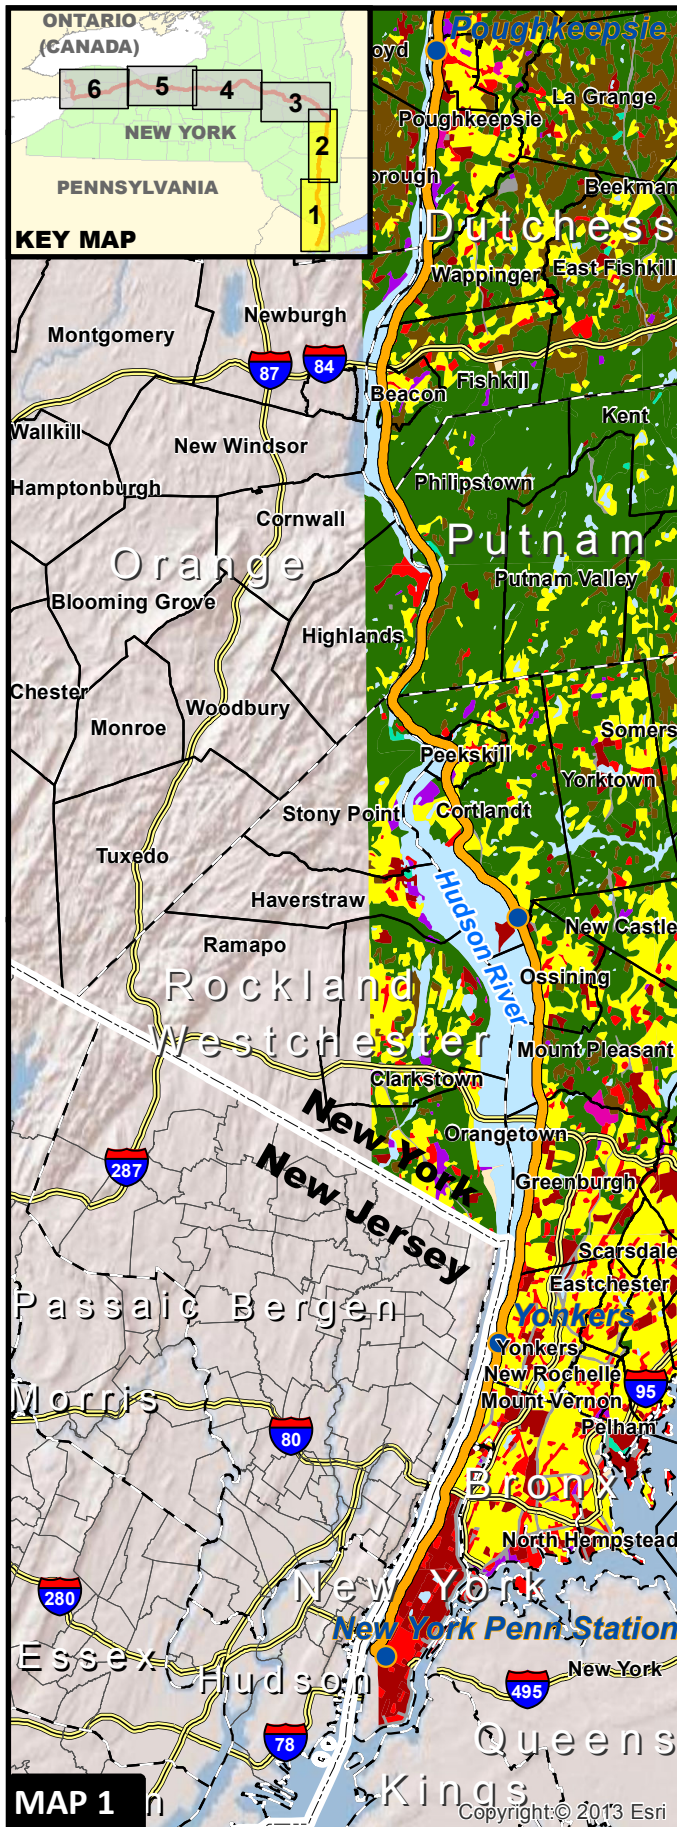 ONTARIO
(CANADA)
6
5
4
3
2
1
NEW YORK
PENNSYLVANIA
KEY MAP
Poughkeepsie
oyd
La Grange
Poughkeepsie
orough
Beekman
Dutchess
Wappinger
East Fishkill
Newburgh
Montgomery
87
84
Fishkill
Beacon
Kent
Wallkill
New Windsor
Hamptonburgh
Philipstown
Cornwall
Putnam
Orange
Putnam Valley
Blooming Grove
Highlands
Chester
Woodbury
Monroe
Somers
Peekskill
Yorktown
Stony Point
Cortlandt
Tuxedo
Hudson River
Haverstraw
New Castle
Ramapo
Ossining
Rockland
Westchester
Mount Pleasant
Clarkstown
New York
Orangetown
287
New Jersey
Greenburgh
Scarsdale
Eastchester
Passaic
Bergen
Yonkers
Yonkers
New Rochelle
95
Morris
Mount Vernon
Pelham
80
Bronx
North Hempstead
280
New York
New York Penn Station
Essex
Hudson
New York
495
78
Queens
Kings
MAP 1
n
Copyright:© 2013 Esri